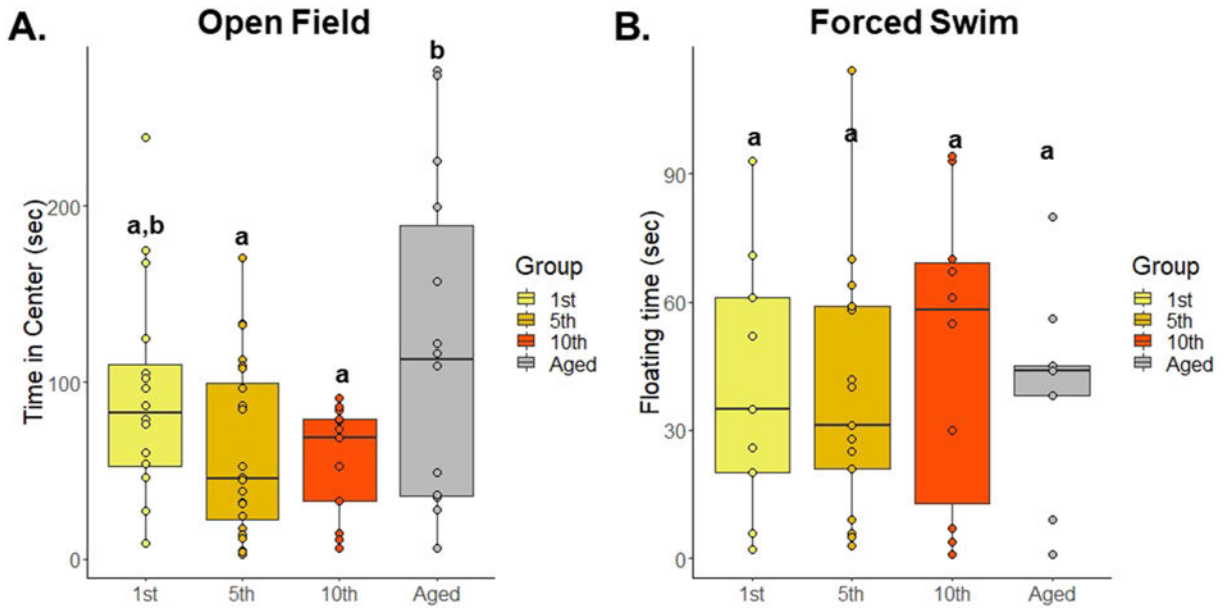 A.
Open Field
Time in Center (sec)
200
100
0
a,b
a
a
b
1st
5th
10th
Aged
Group
1st
5th
10th
Aged
B.
Forced Swim
Floating time (sec)
90
60
30
0
a
a
a
a
1st
5th
10th
Aged
Group
1st
5th
10th
Aged